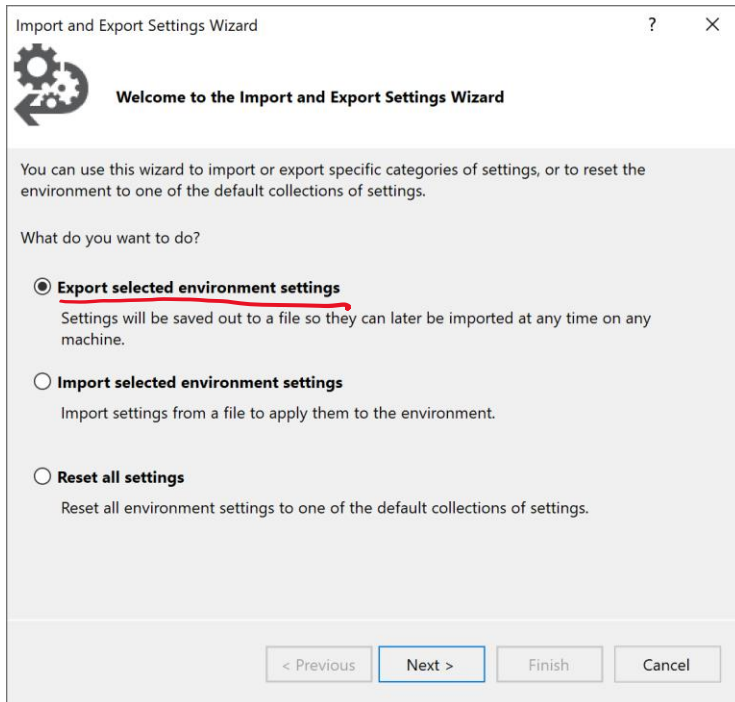 Import and Export Settings Wizard
?
Welcome to the Import and Export Settings Wizard
You can use this wizard to import or export specific categories of settings, or to reset the
environment to one of the default collections of settings.
What do you want to do?
Export selected environment settings
Settings will be saved out to a file so they can later be imported at any time on any
machine.
Import selected environment settings
Import settings from a file to apply them to the environment.
Reset all settings
Reset all environment settings to one of the default collections of settings.
< Previous Next > Finish Cancel